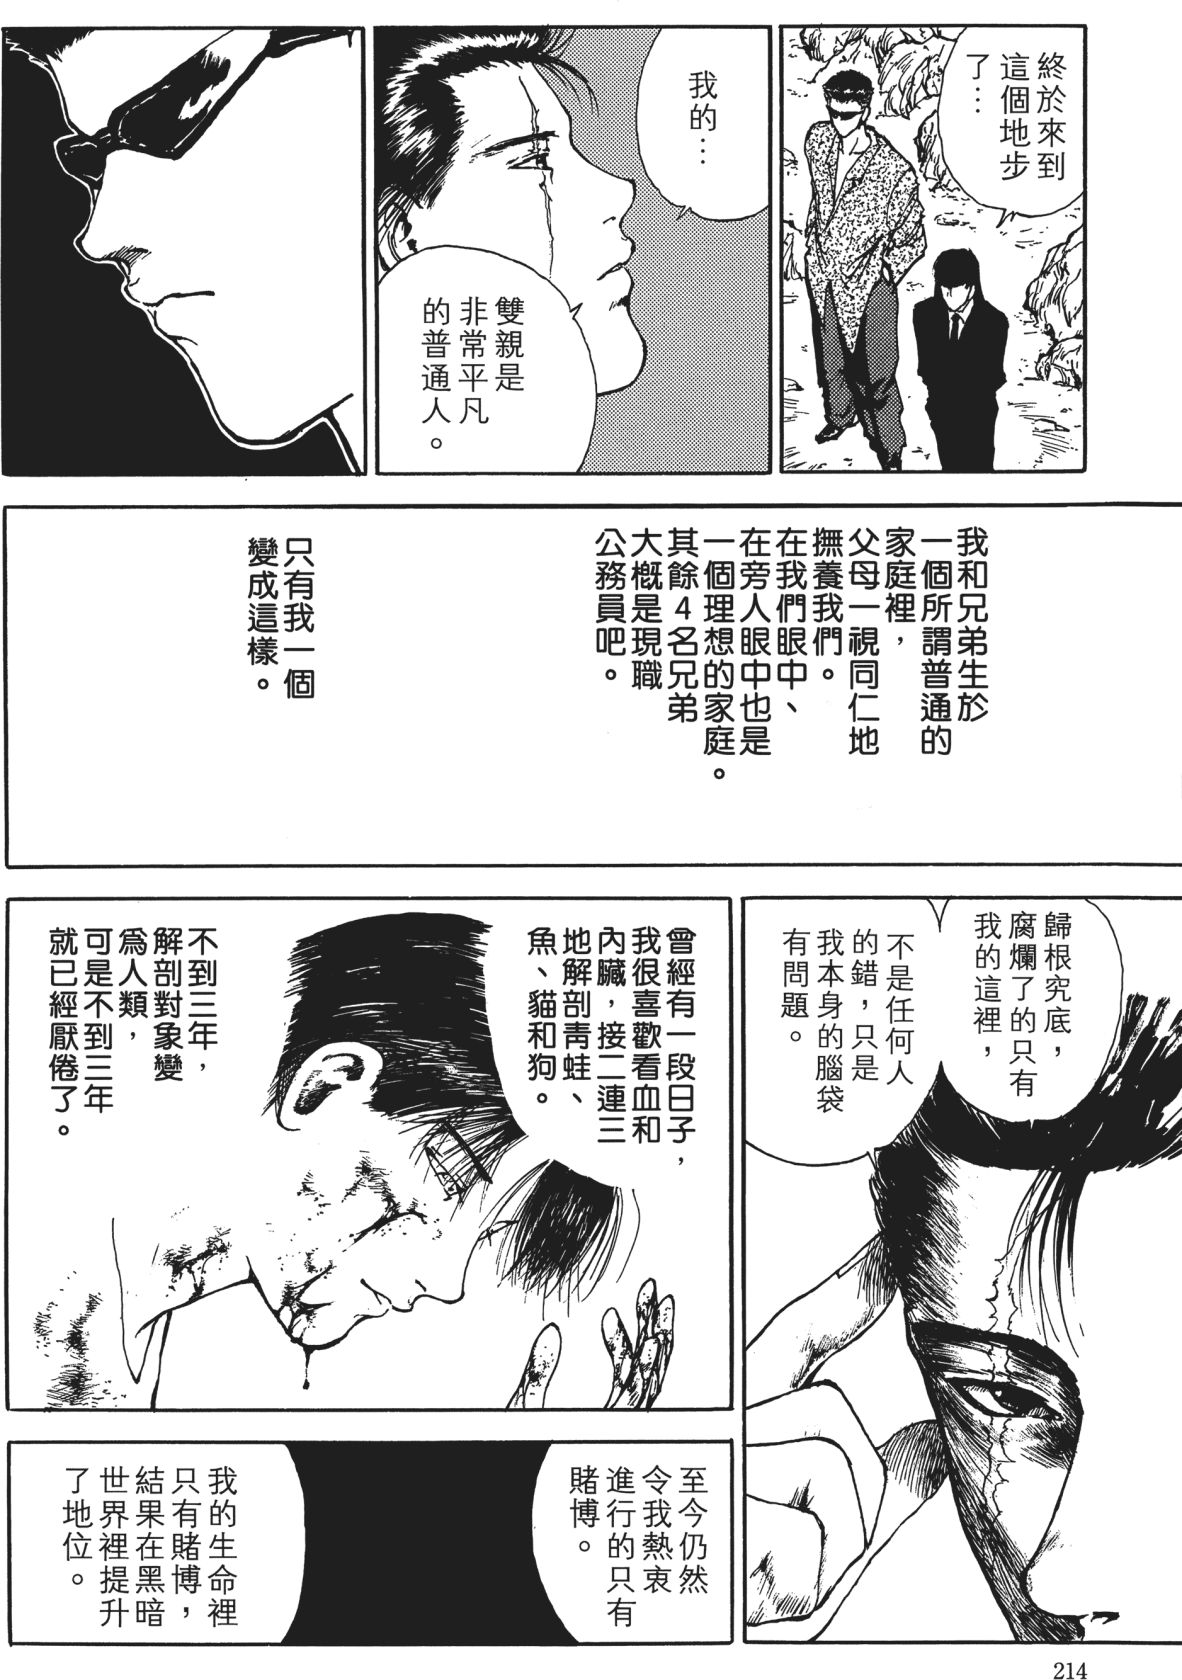 終於來到
這個地步
了…
我的…
雙親是
非常平凡
的普通人。
我和兄弟生於
一個所謂普通的
家庭裡，
父母一視同仁地
撫養我們。
在我們眼中、
在旁人眼中也是
一個理想的家庭。
其餘4名兄弟
大概是現職
公務員吧。
只有我一個
變成這樣。
歸根究底，
腐爛了的只有
我的這裡，
不是任何人
的錯，只是
我本身的腦袋
有問題。
曾經有一段日子，
我很喜歡看血和
內臟，接二連三
地解剖靑蛙、
魚、貓和狗。
不到三年，
解剖對象變
爲人類，
可是不到三年
就已經厭倦了。
至今仍然
令我熱衷
進行的只有
賭博。
我的生命裡
只有賭博，
結果在黑暗
世界裡提升
了地位。
214